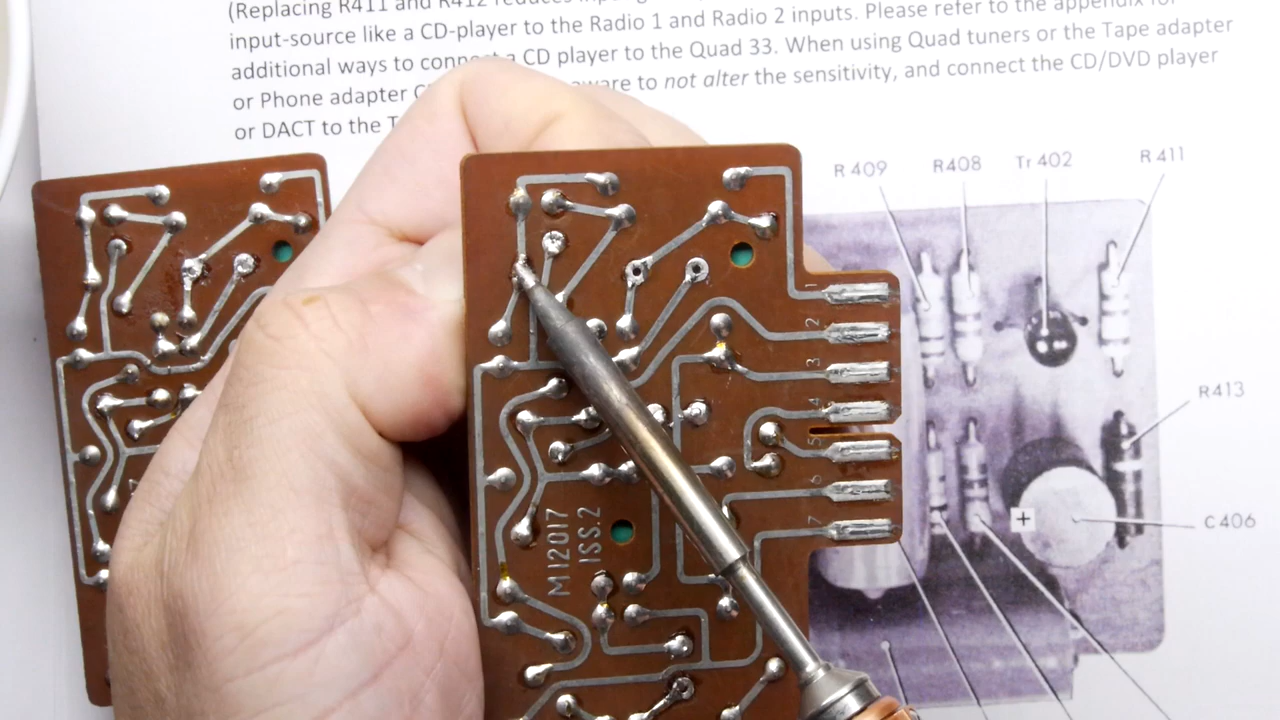 (Replacing R411 and R412 reduces
input-source like a CD-player to the Radio 1 and Radio 2 inputs. Please refer to the appendix for
additional ways to connect a CD player to the Quad 33. When using Quad tuners or the Tape adapter
or Phone adapter aware to not alter the sensitivity, and connect the CD/DVD player
or DACT to the
R409 R408 Tr 402 R 411
R413
+
C406
1
2
3
4
5
6
7
M12017
ISS.2